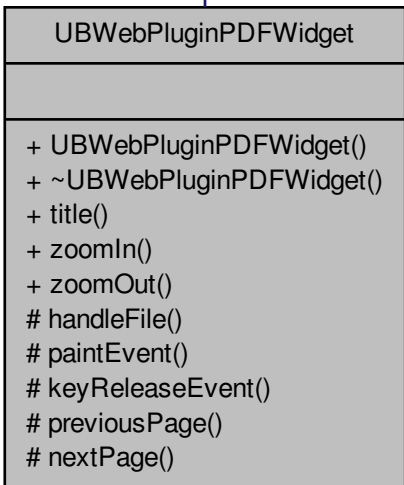 UBWebPluginPDFWidget
+ UBWebPluginPDFWidget()
+ ~UBWebPluginPDFWidget()
+ title()
+ zoomIn()
+ zoomOut()
# handleFile()
# paintEvent()
# keyReleaseEvent()
# previousPage()
# nextPage()